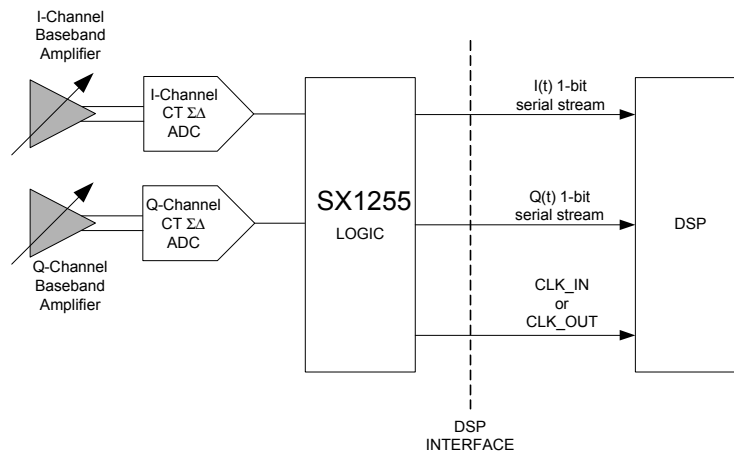 I-Channel
Baseband
Amplifier
I-Channel
CT ΣΔ
ADC
Q-Channel
CT ΣΔ
ADC
Q-Channel
Baseband
Amplifier
SX1255
LOGIC
I(t) 1-bit
serial stream
Q(t) 1-bit
serial stream
CLK_IN
or
CLK_OUT
DSP
DSP
INTERFACE